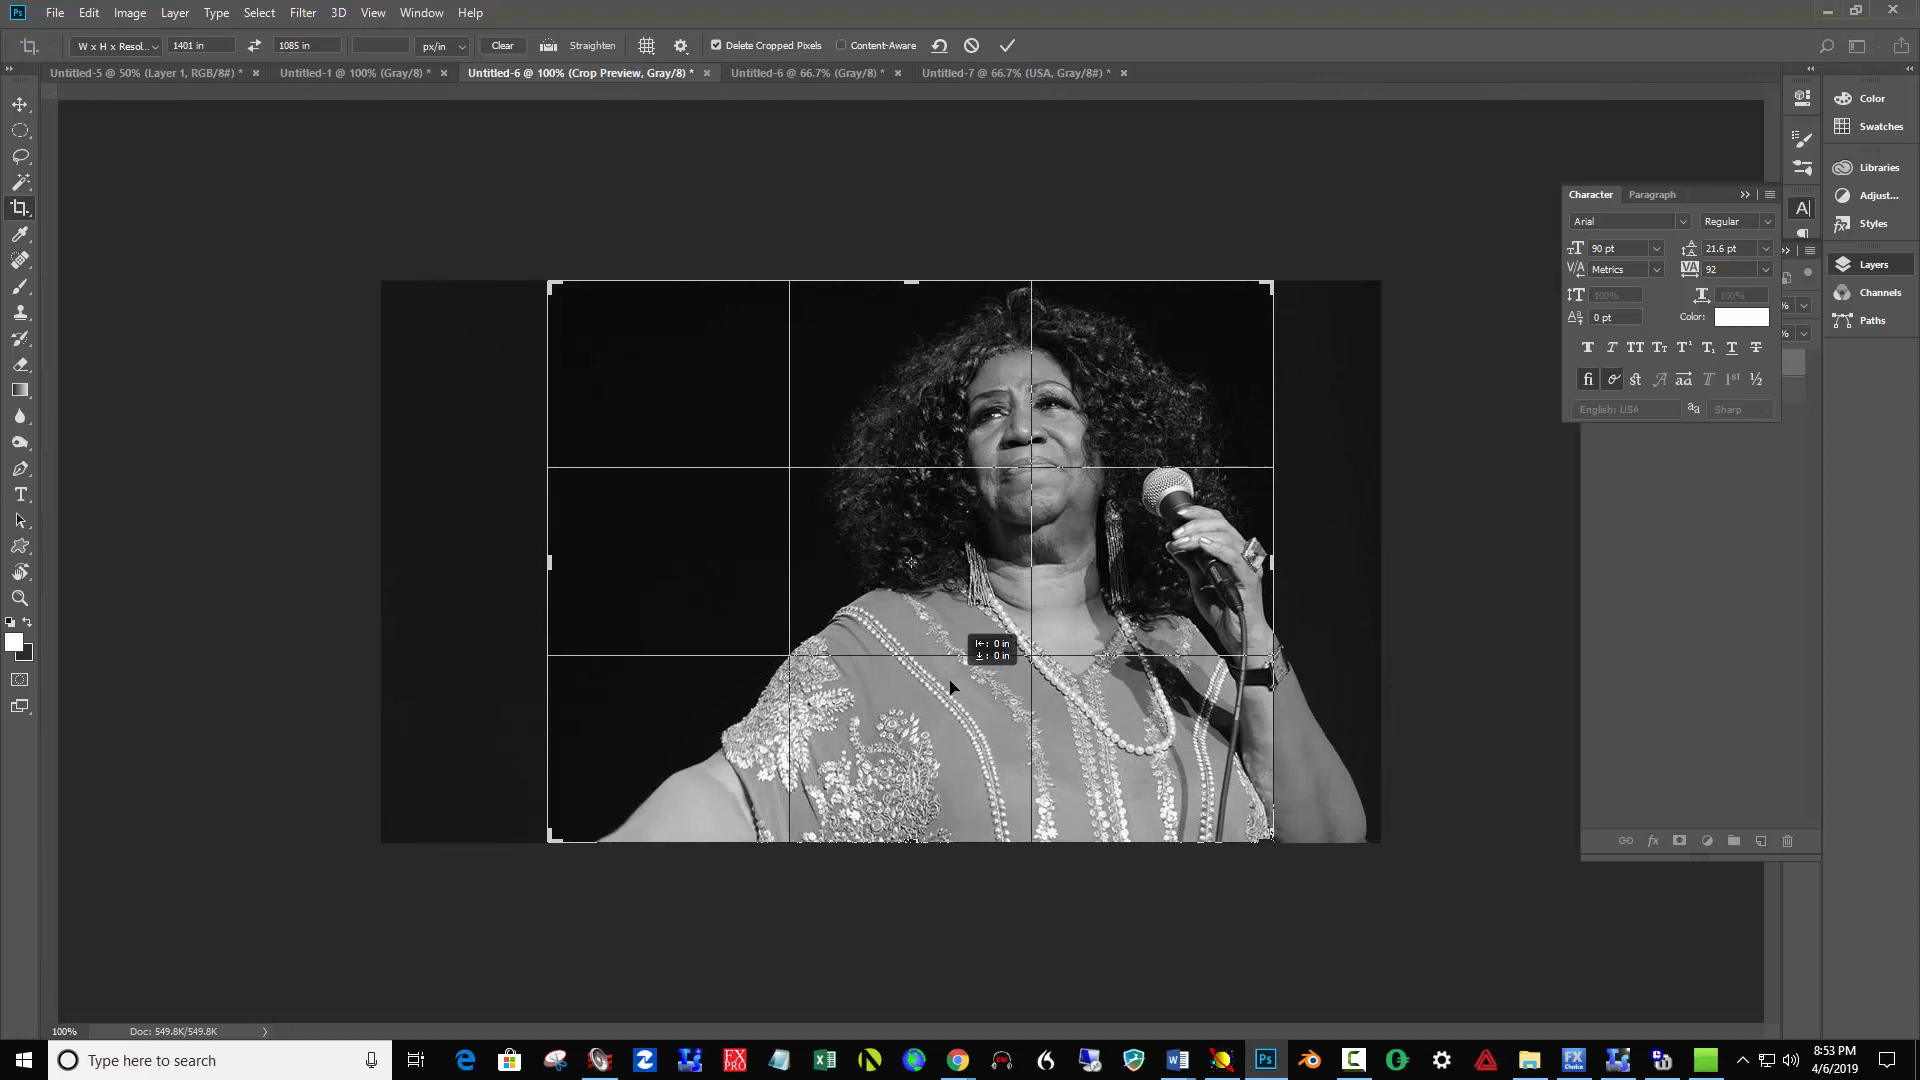 Ps File Edit Image Layer Type Select Filter 3D View Window Help
W x H x Resol... 1401 in 1085 in px/in Clear Straighten Delete Cropped Pixels Content-Aware
Untitled-5 @ 50% (Layer 1, RGB/8#) * × Untitled-1 @ 100% (Gray/8) * × Untitled-6 @ 100% (Crop Preview, Gray/8) * × Untitled-6 @ 66.7% (Gray/8) * × Untitled-7 @ 66.7% (USA, Gray/8#) * ×
Color
Swatches
Libraries
Adjust...
Styles
Layers
Channels
Paths
Character Paragraph
Arial Regular
90 pt 21.6 pt
Metrics 92
100% 100%
0 pt Color:
English: USA Sharp
0 in
0 in
100% Doc: 549.8K/549.8K
Type here to search
8:53 PM
4/6/2019